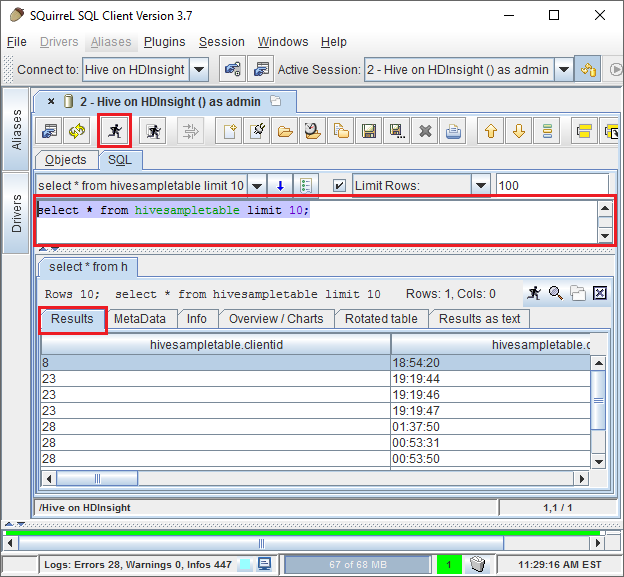 SQuirreL SQL Client Version 3.7
File Drivers Aliases Plugins Session Windows Help
Connect to: Hive on HDInsight Active Session: 2 - Hive on HDInsight () as admin
2 - Hive on HDInsight () as admin
Aliases
Drivers
Objects SQL
select * from hivesampletable limit 10 Limit Rows: 100
select * from hivesampletable limit 10;
select * from h
Rows 10; select * from hivesampletable limit 10 Rows: 1, Cols: 0
Results MetaData Info Overview / Charts Rotated table Results as text
hivesampletable.clientid hivesampletable.
8 18:54:20
23 19:19:44
23 19:19:46
23 19:19:47
28 01:37:50
28 00:53:31
28 00:53:50
/Hive on HDInsight 1,1 / 1
Logs: Errors 28, Warnings 0, Infos 447 67 of 68 MB 1 11:29:16 AM EST